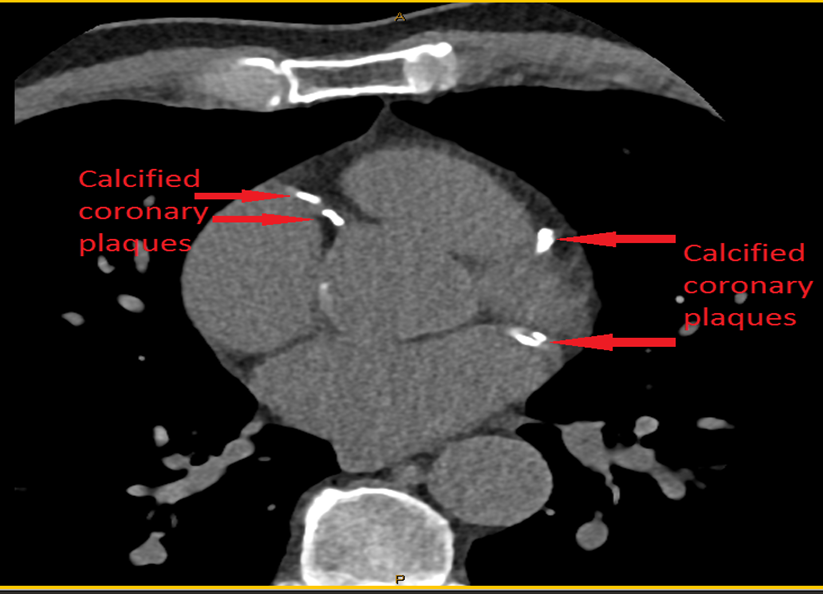 A
Calcified
coronary
plaques
Calcified
coronary
plaques
P